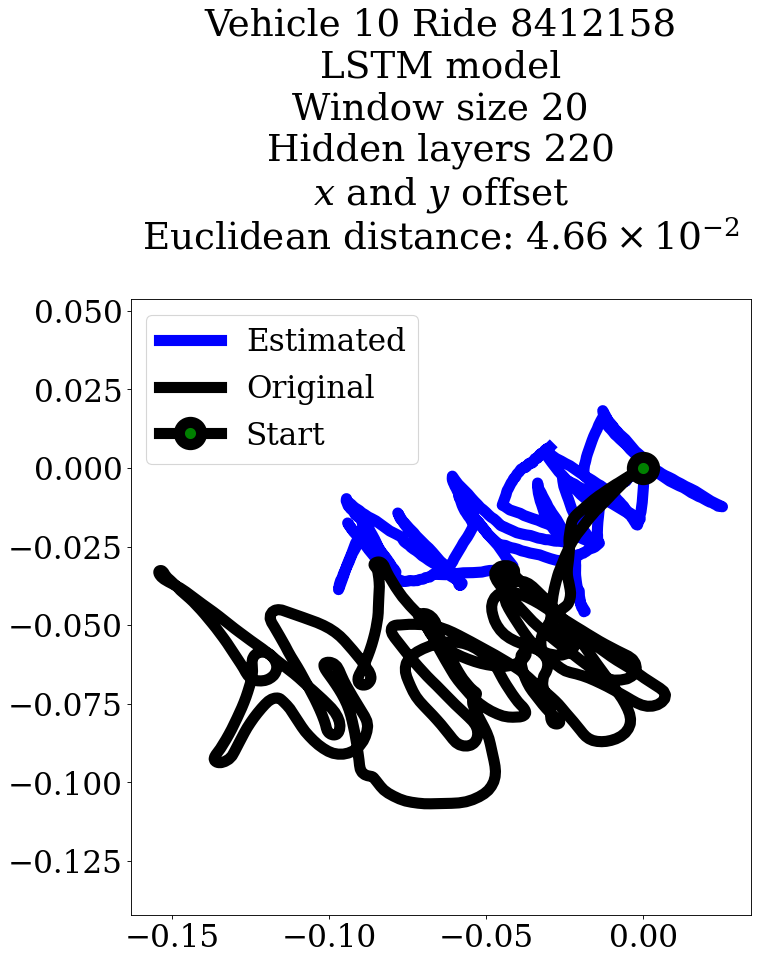 Vehicle 10 Ride 8412158
LSTM model
Window size 20
Hidden layers 220
x and y offset
Euclidean distance: 4.66 × 10⁻²
0.050
0.025
0.000
−0.025
−0.050
−0.075
−0.100
−0.125
Estimated
Original
Start
−0.15 −0.10 −0.05 0.00